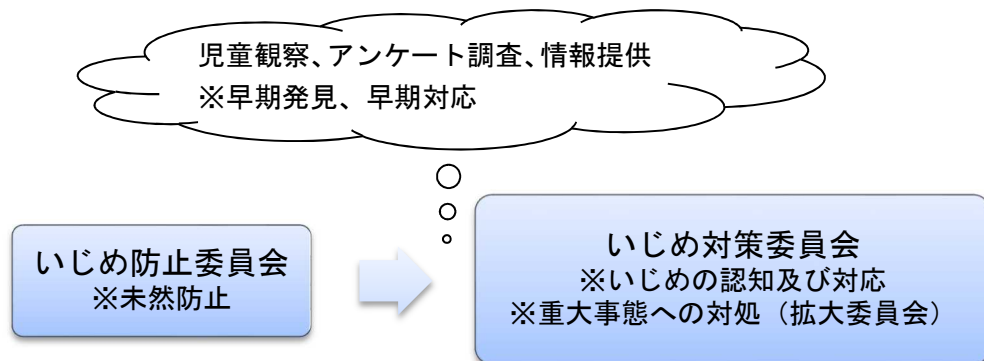 児童観察、アンケート調査、情報提供
※早期発見、早期対応
いじめ防止委員会
※未然防止
いじめ対策委員会
※いじめの認知及び対応
※重大事態への対処（拡大委員会）